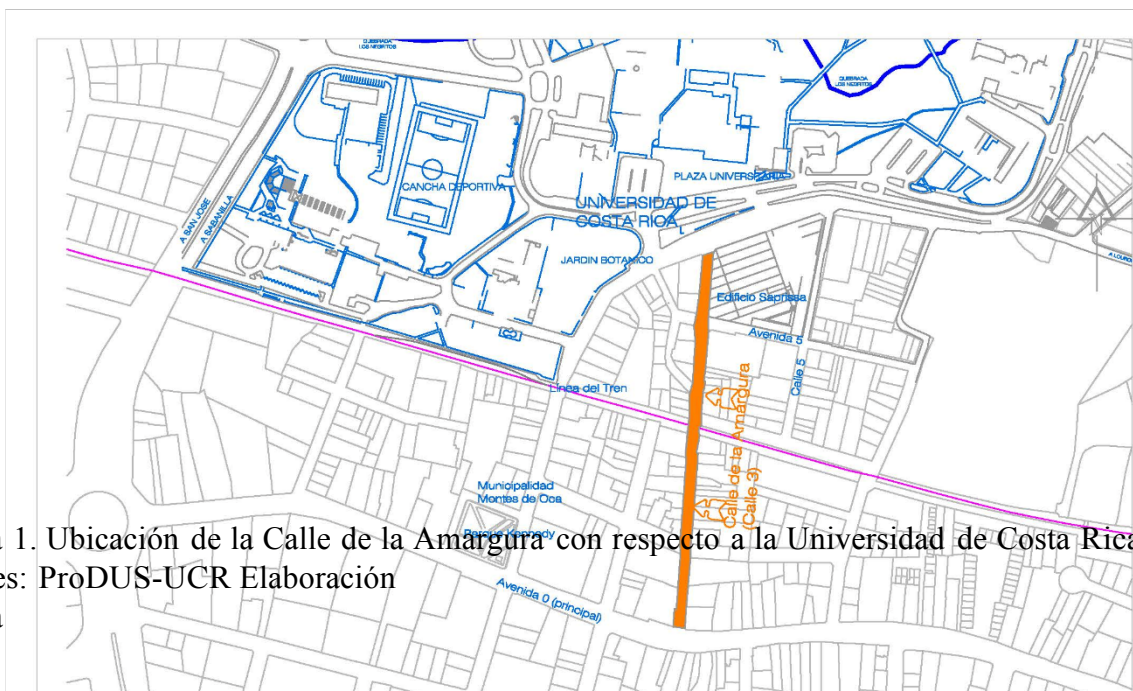 QUEBRADA
LOS NEGRITOS
QUEBRADA
LOS NEGRITOS
CANCHA DEPORTIVA
PLAZA UNIVERSITARIA
UNIVERSIDAD DE
COSTA RICA
A SAN JOSE
A SABANILLA
JARDIN BOTANICO
Edificio Saprissa
Avenida 5
Calle 5
Linea del Tren
Calle de la Amargura
(Calle 3)
Municipalidad
Montes de Oca
Parque Kennedy
1. Ubicación de la Calle de la Amargura con respecto a la Universidad de Costa Rica
es: ProDUS-UCR Elaboración
Avenida 0 (principal)